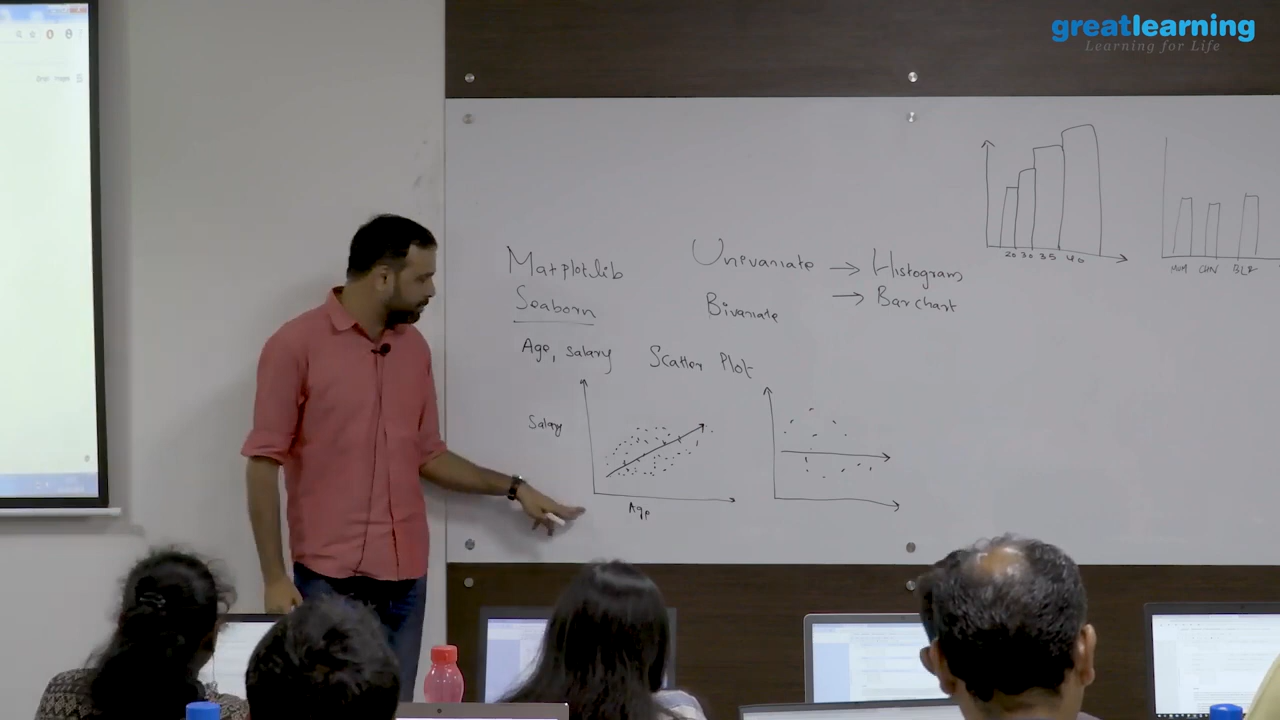 greatlearning
Learning for Life
20 30 35 40
MUM CHN BLR
Matplotlib
Univariate → Histogram
Seaborn
Bivariate → Bar chart
Age, salary Scatter Plot
Salary
Age